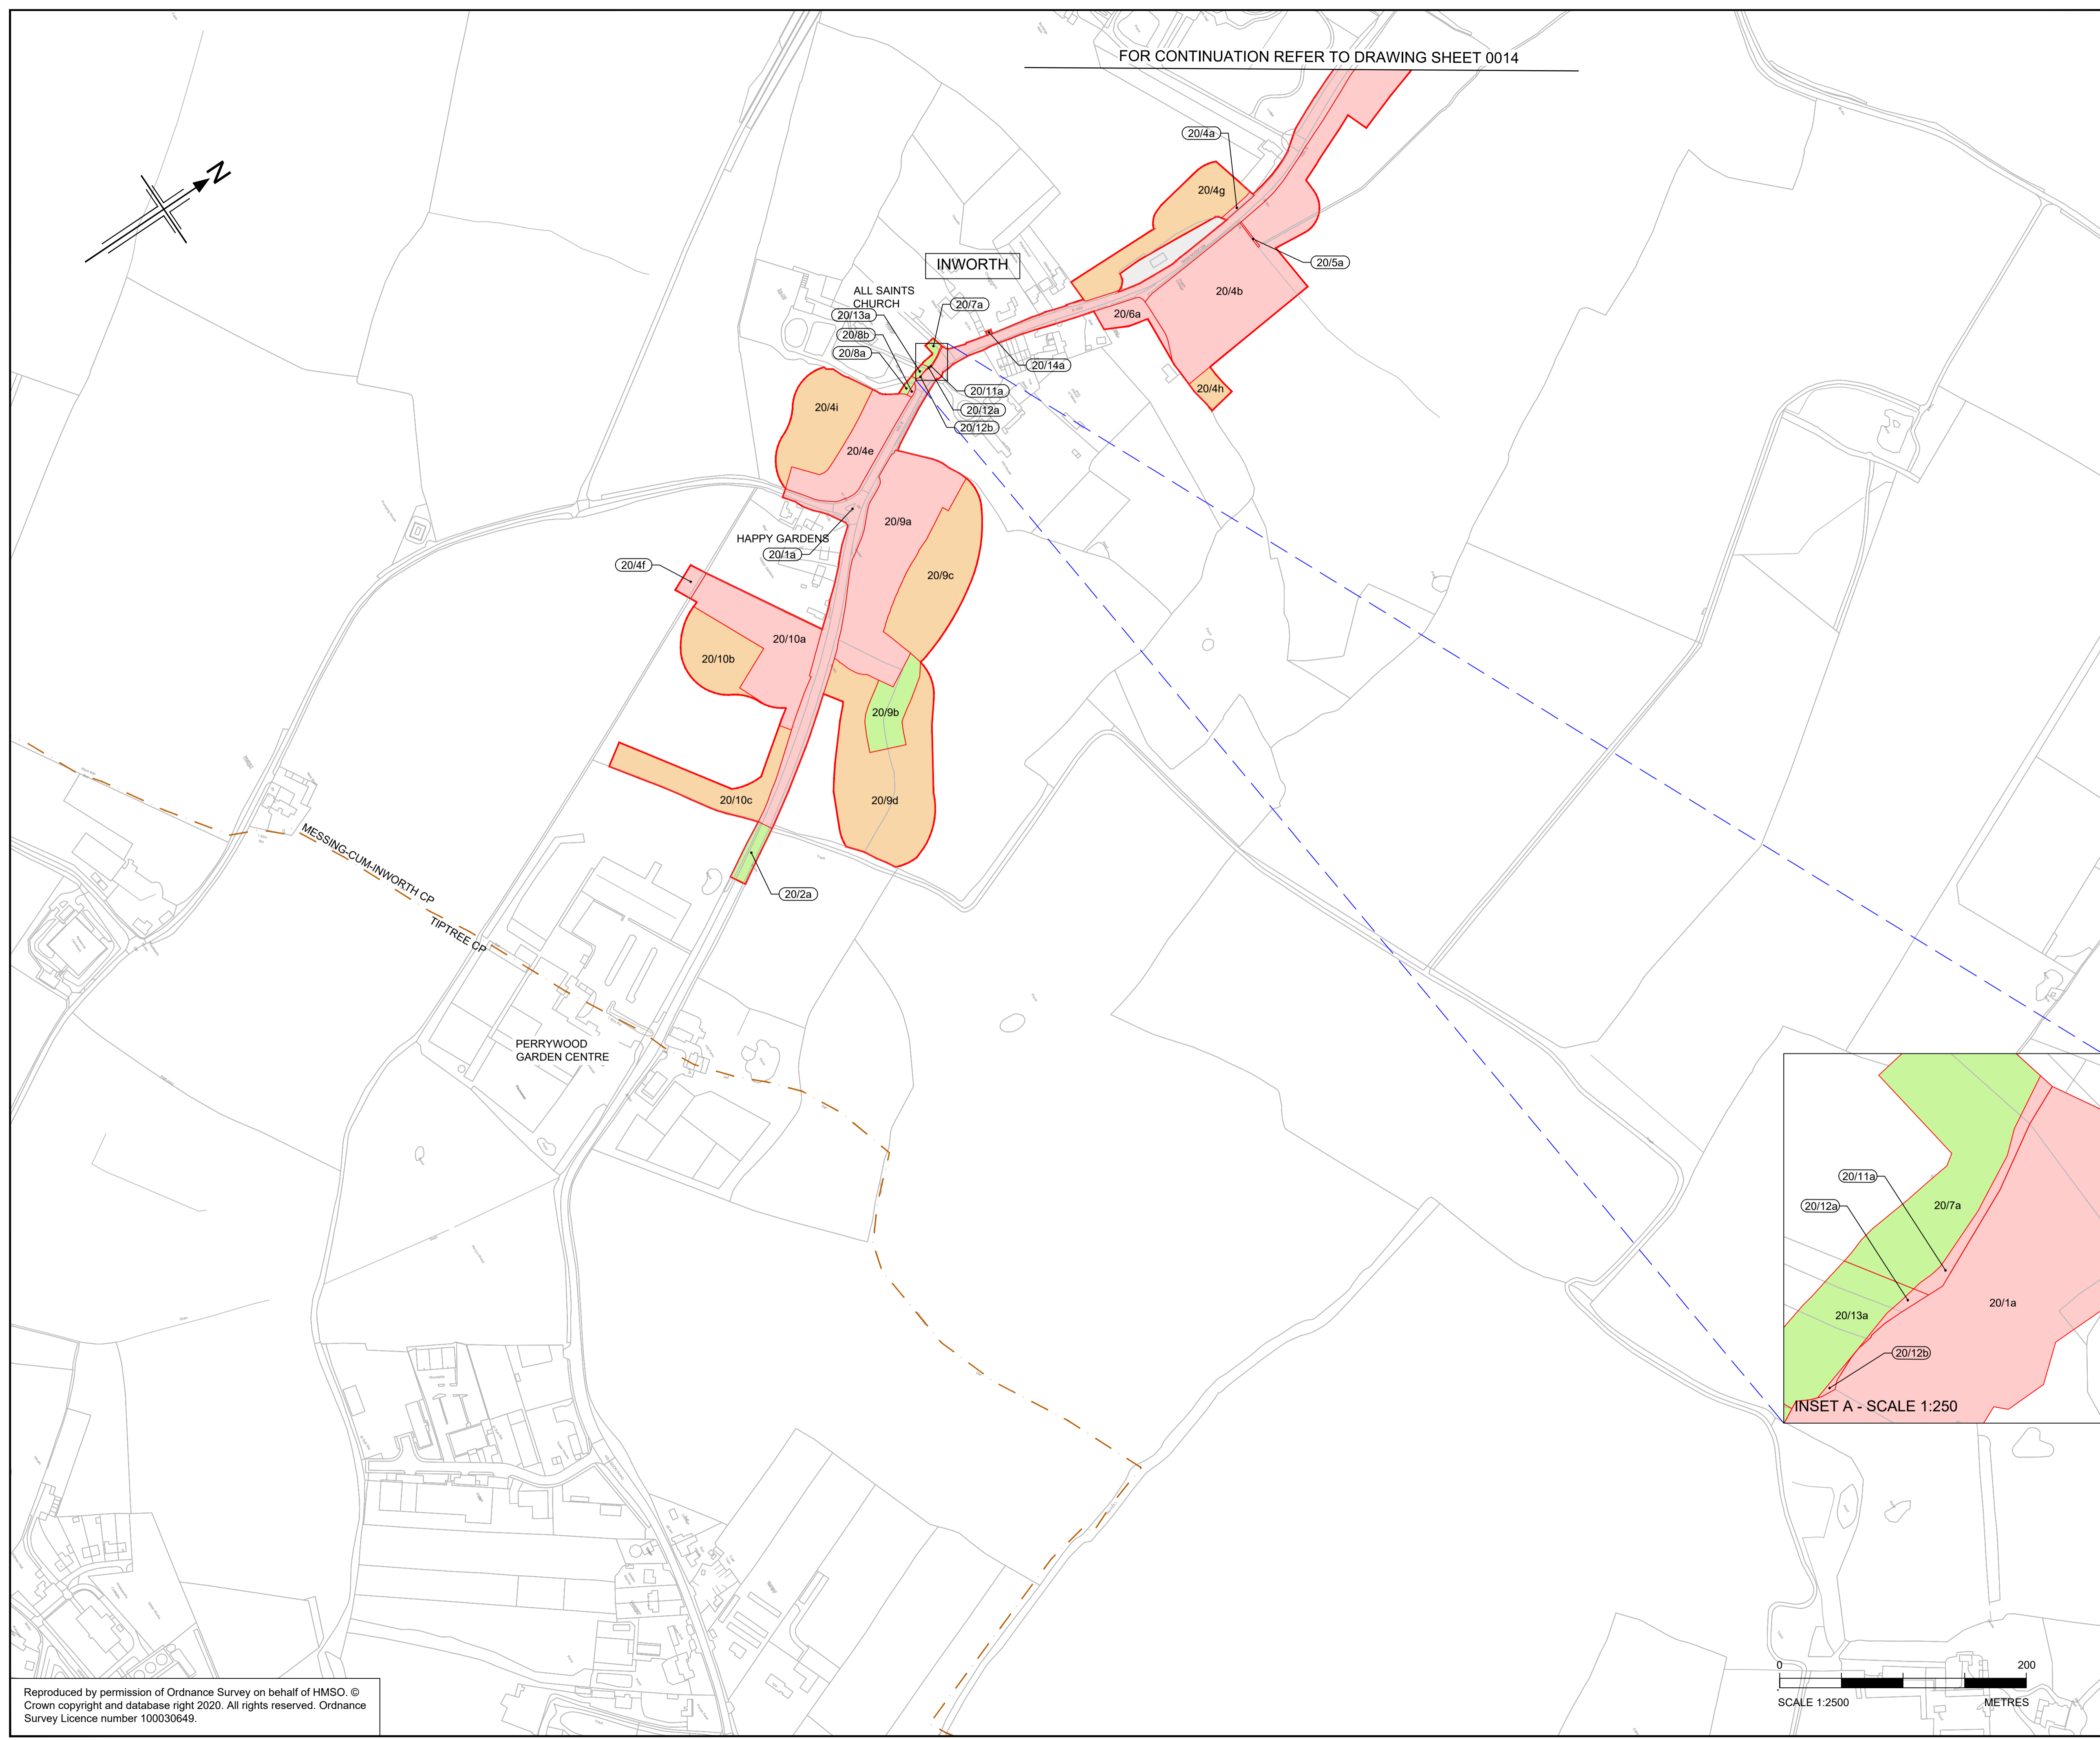 FOR CONTINUATION REFER TO DRAWING SHEET 0014
20/4a
N
20/4g
INWORTH
20/5a
20/4b
ALL SAINTS
CHURCH
20/7a
20/13a
20/6a
20/8b
20/8a
20/14a
20/11a
20/4h
20/12a
20/4i
20/12b
20/4e
20/9a
HAPPY GARDENS
20/1a
20/4f
20/9c
20/10a
20/10b
20/9b
20/10c
20/9d
MESSING-CUM-INWORTH CP
TIPTREE CP
20/2a
PERRYWOOD
GARDEN CENTRE
20/11a
20/12a
20/7a
20/1a
20/13a
20/12b
INSET A - SCALE 1:250
0
200
SCALE 1:2500
METRES
Reproduced by permission of Ordnance Survey on behalf of HMSO. ©
Crown copyright and database right 2020. All rights reserved. Ordnance
Survey Licence number 100030649.